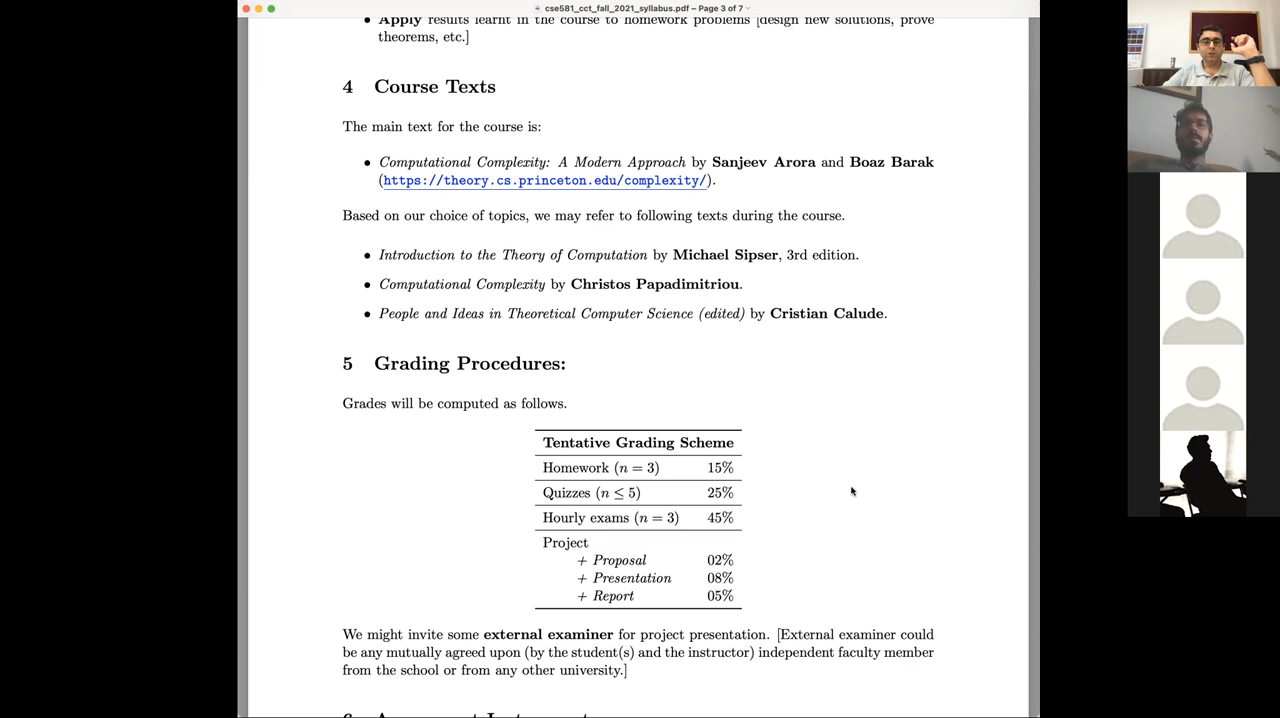 cse581_cct_fall_2021_syllabus.pdf – Page 3 of 7
• Apply results learnt in the course to homework problems [design new solutions, prove
theorems, etc.]
4 Course Texts
The main text for the course is:
• Computational Complexity: A Modern Approach by Sanjeev Arora and Boaz Barak
(https://theory.cs.princeton.edu/complexity/).
Based on our choice of topics, we may refer to following texts during the course.
• Introduction to the Theory of Computation by Michael Sipser, 3rd edition.
• Computational Complexity by Christos Papadimitriou.
• People and Ideas in Theoretical Computer Science (edited) by Cristian Calude.
5 Grading Procedures:
Grades will be computed as follows.
Tentative Grading Scheme
Homework (n = 3) 15%
Quizzes (n ≤ 5) 25%
Hourly exams (n = 3) 45%
Project
+ Proposal 02%
+ Presentation 08%
+ Report 05%
We might invite some external examiner for project presentation. [External examiner could
be any mutually agreed upon (by the student(s) and the instructor) independent faculty member
from the school or from any other university.]